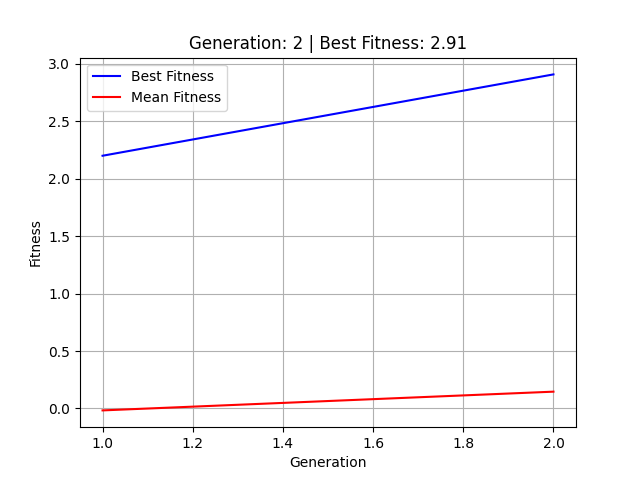 Generation: 2 | Best Fitness: 2.91
Best Fitness
Mean Fitness
Fitness
3.0
2.5
2.0
1.5
1.0
0.5
0.0
1.0 1.2 1.4 1.6 1.8 2.0
Generation